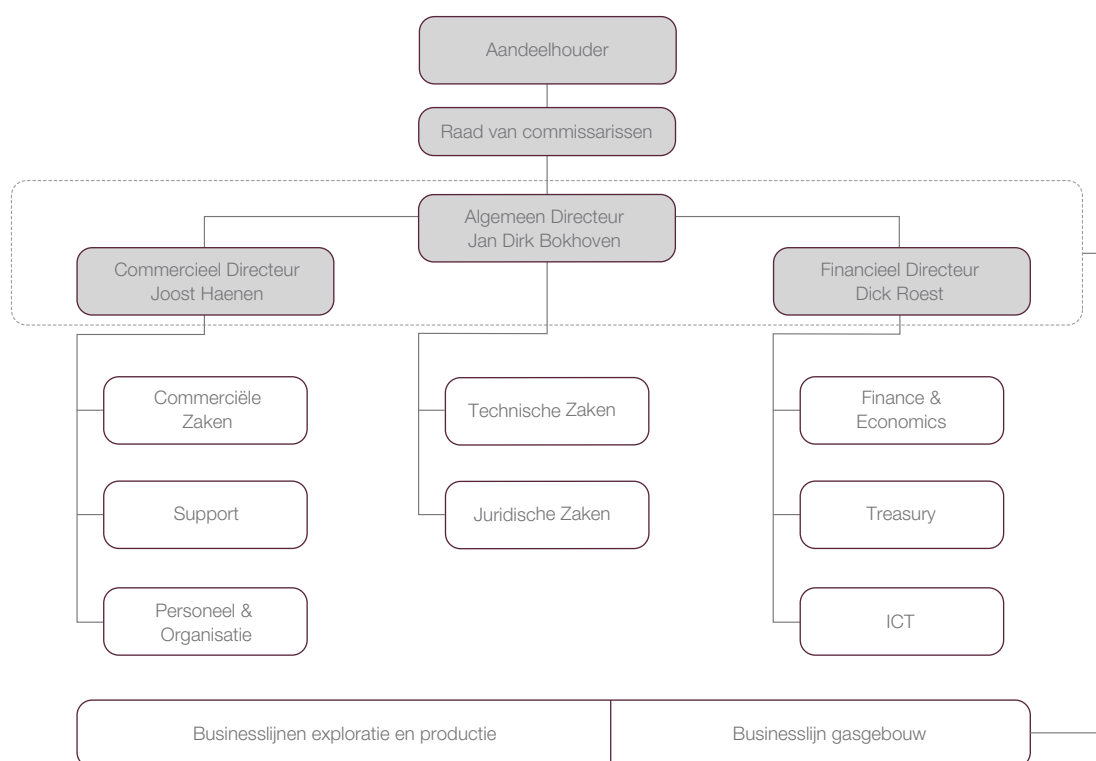 Aandeelhouder
Raad van commissarissen
Algemeen Directeur
Jan Dirk Bokhoven
Commercieel Directeur
Joost Haenen
Financieel Directeur
Dick Roest
Commerciële
Zaken
Technische Zaken
Finance &
Economics
Support
Juridische Zaken
Treasury
Personeel &
Organisatie
ICT
Businesslijnen exploratie en productie
Businesslijn gasgebouw